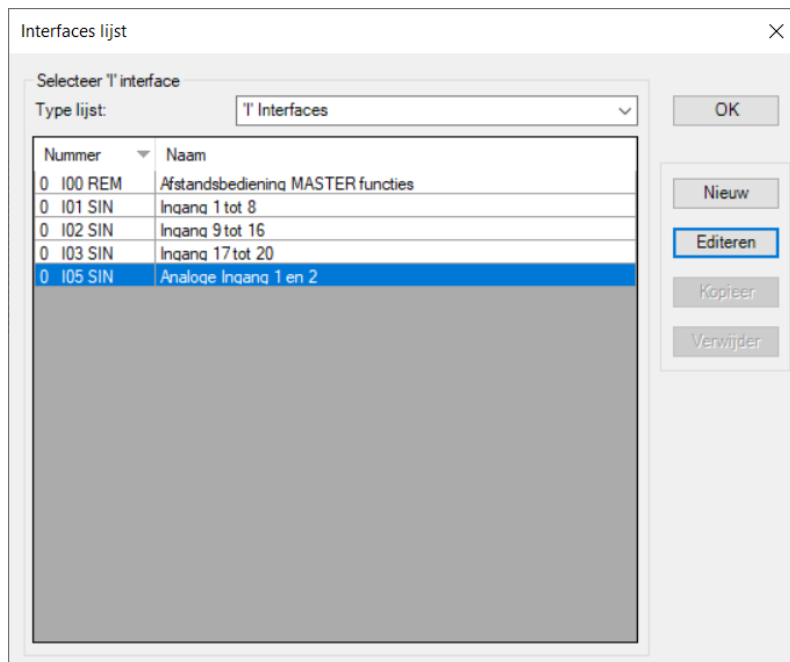 Interfaces lijst
Selecteer 'I' interface
Type lijst: 'I' Interfaces
OK
Nummer Naam
0 I00 REM Afstandsbediening MASTER functies
0 I01 SIN Ingang 1 tot 8
0 I02 SIN Ingang 9 tot 16
0 I03 SIN Ingang 17 tot 20
0 I05 SIN Analoge Ingang 1 en 2
Nieuw
Editeren
Kopieer
Verwijder